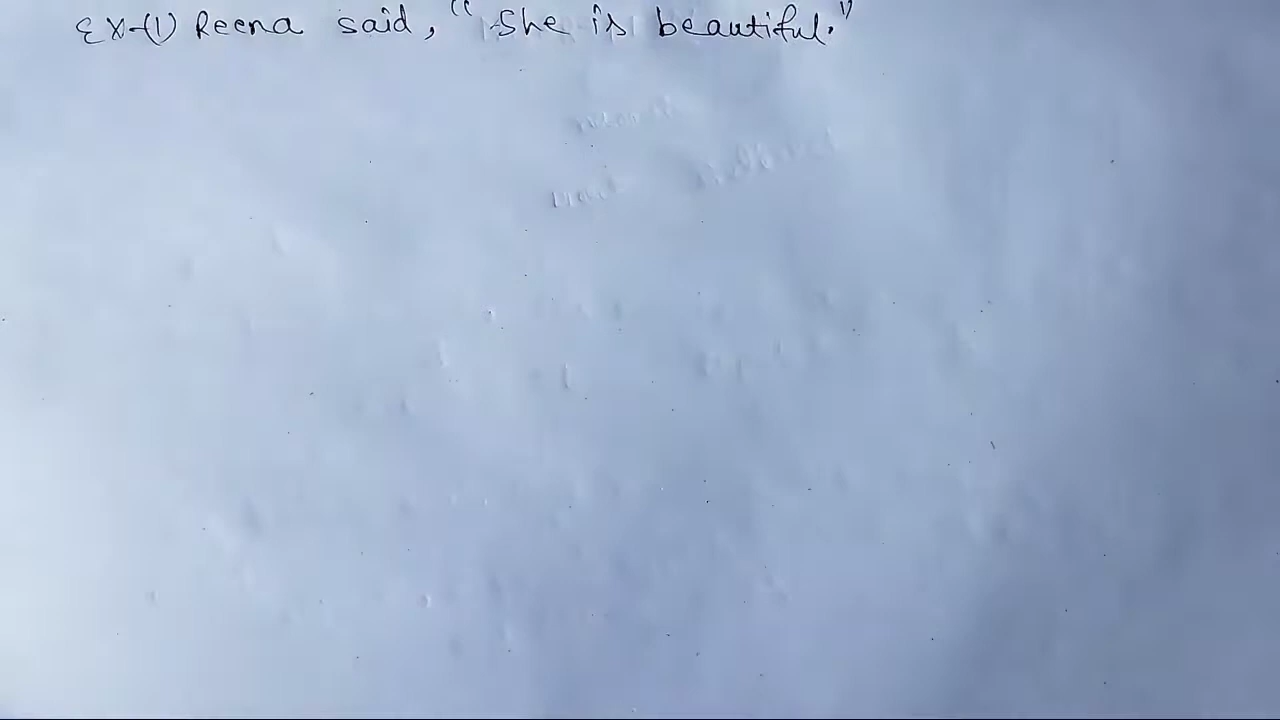 Ex-(1) Reena said, "She is beautiful."